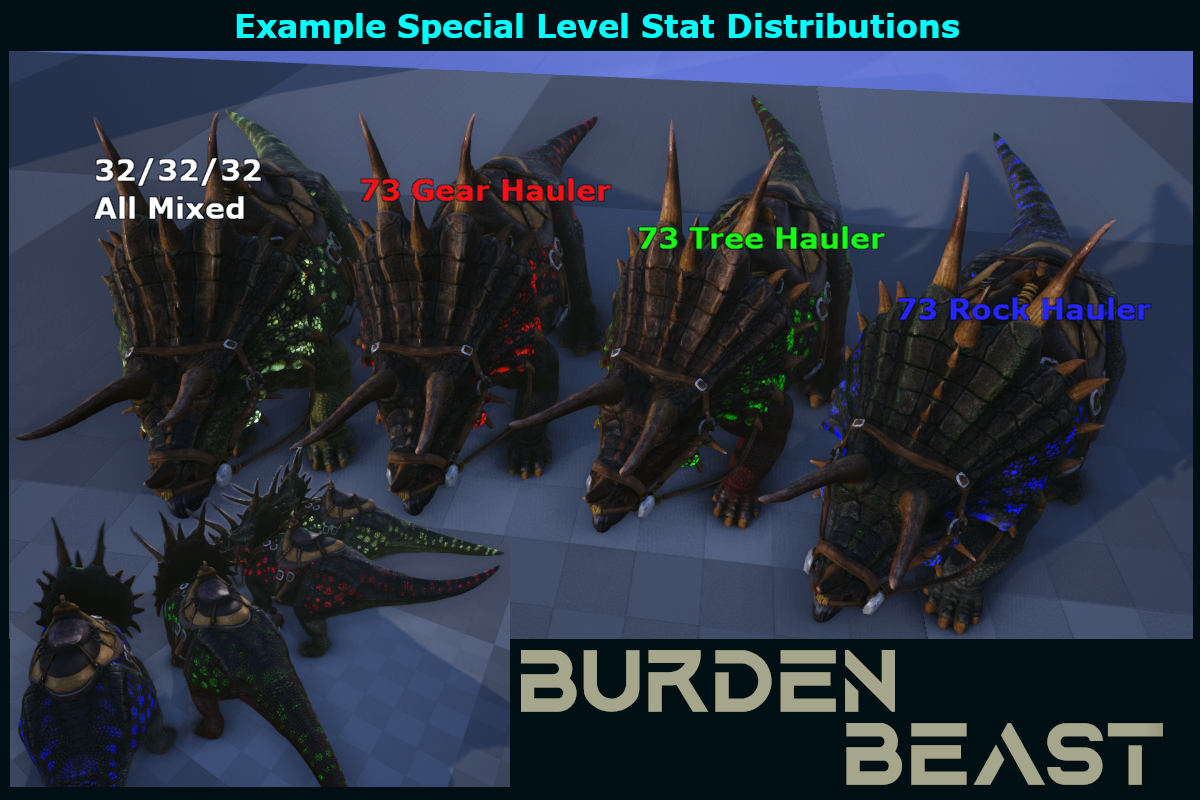 Example Special Level Stat Distributions
32/32/32
All Mixed
73 Gear Hauler
73 Tree Hauler
73 Rock Hauler
BURDEN
BEAST